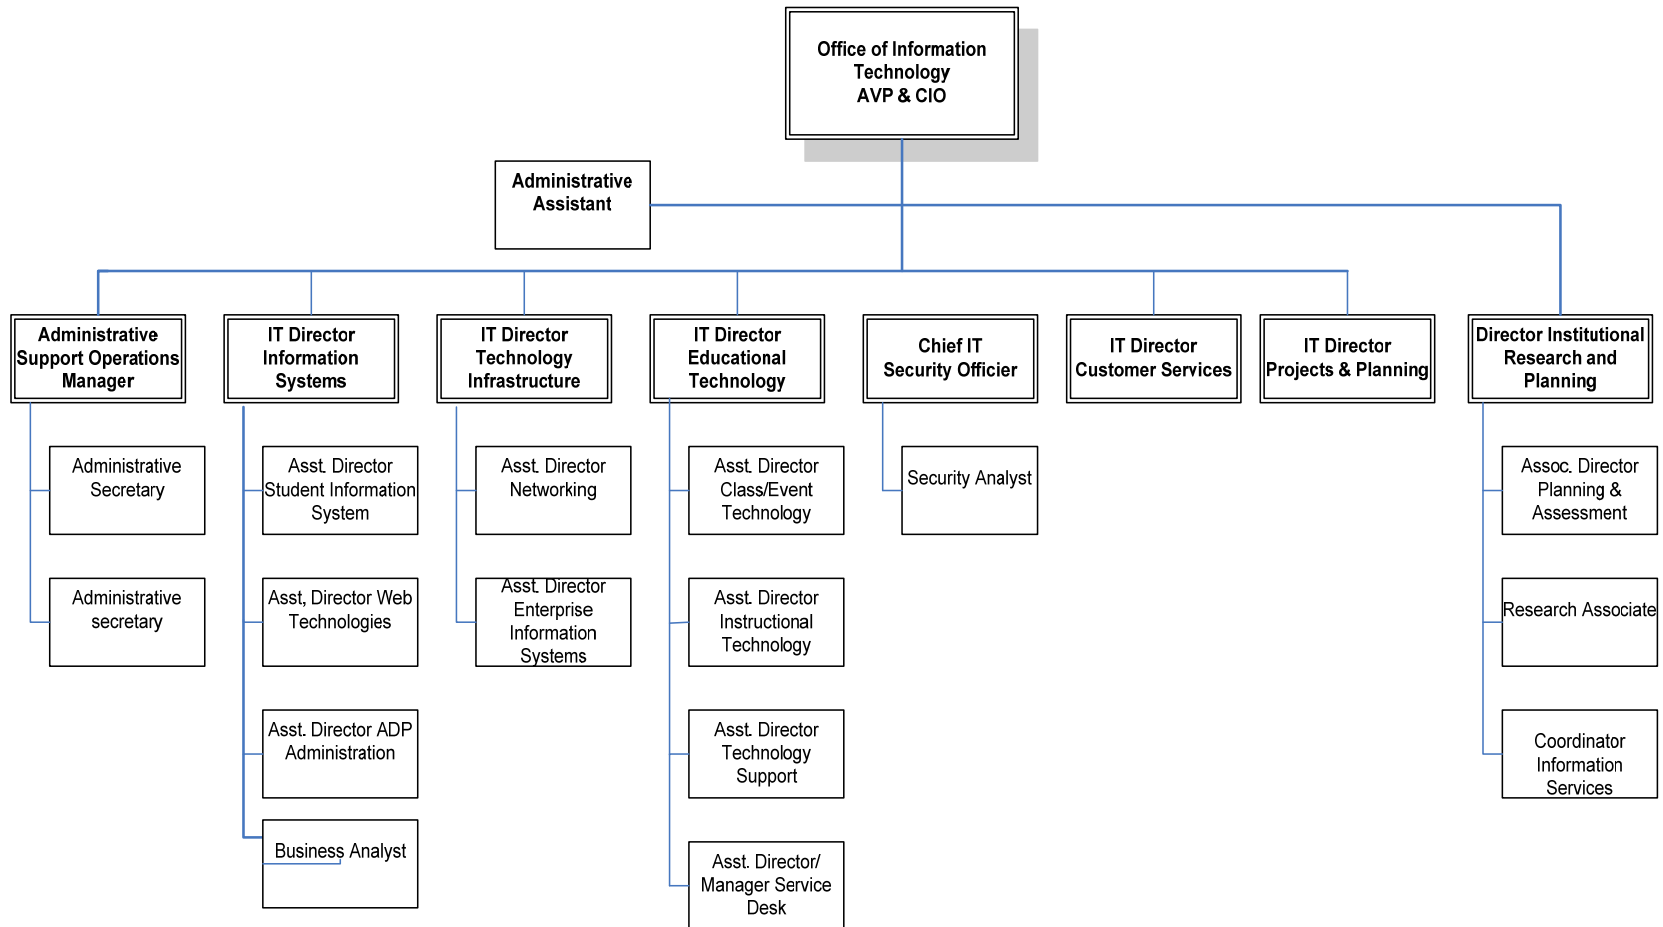 Office of Information
Technology
AVP & CIO
Administrative
Assistant
Administrative
Support Operations
Manager
IT Director
Information
Systems
IT Director
Technology
Infrastructure
IT Director
Educational
Technology
Chief IT
Security Officier
IT Director
Customer Services
IT Director
Projects & Planning
Director Institutional
Research and
Planning
Administrative
Secretary
Asst. Director
Student Information
System
Asst. Director
Networking
Asst. Director
Class/Event
Technology
Security Analyst
Assoc. Director
Planning &
Assessment
Administrative
secretary
Asst, Director Web
Technologies
Asst. Director
Enterprise
Information
Systems
Asst. Director
Instructional
Technology
Research Associate
Asst. Director ADP
Administration
Asst. Director
Technology
Support
Coordinator
Information
Services
Business Analyst
Asst. Director/
Manager Service
Desk